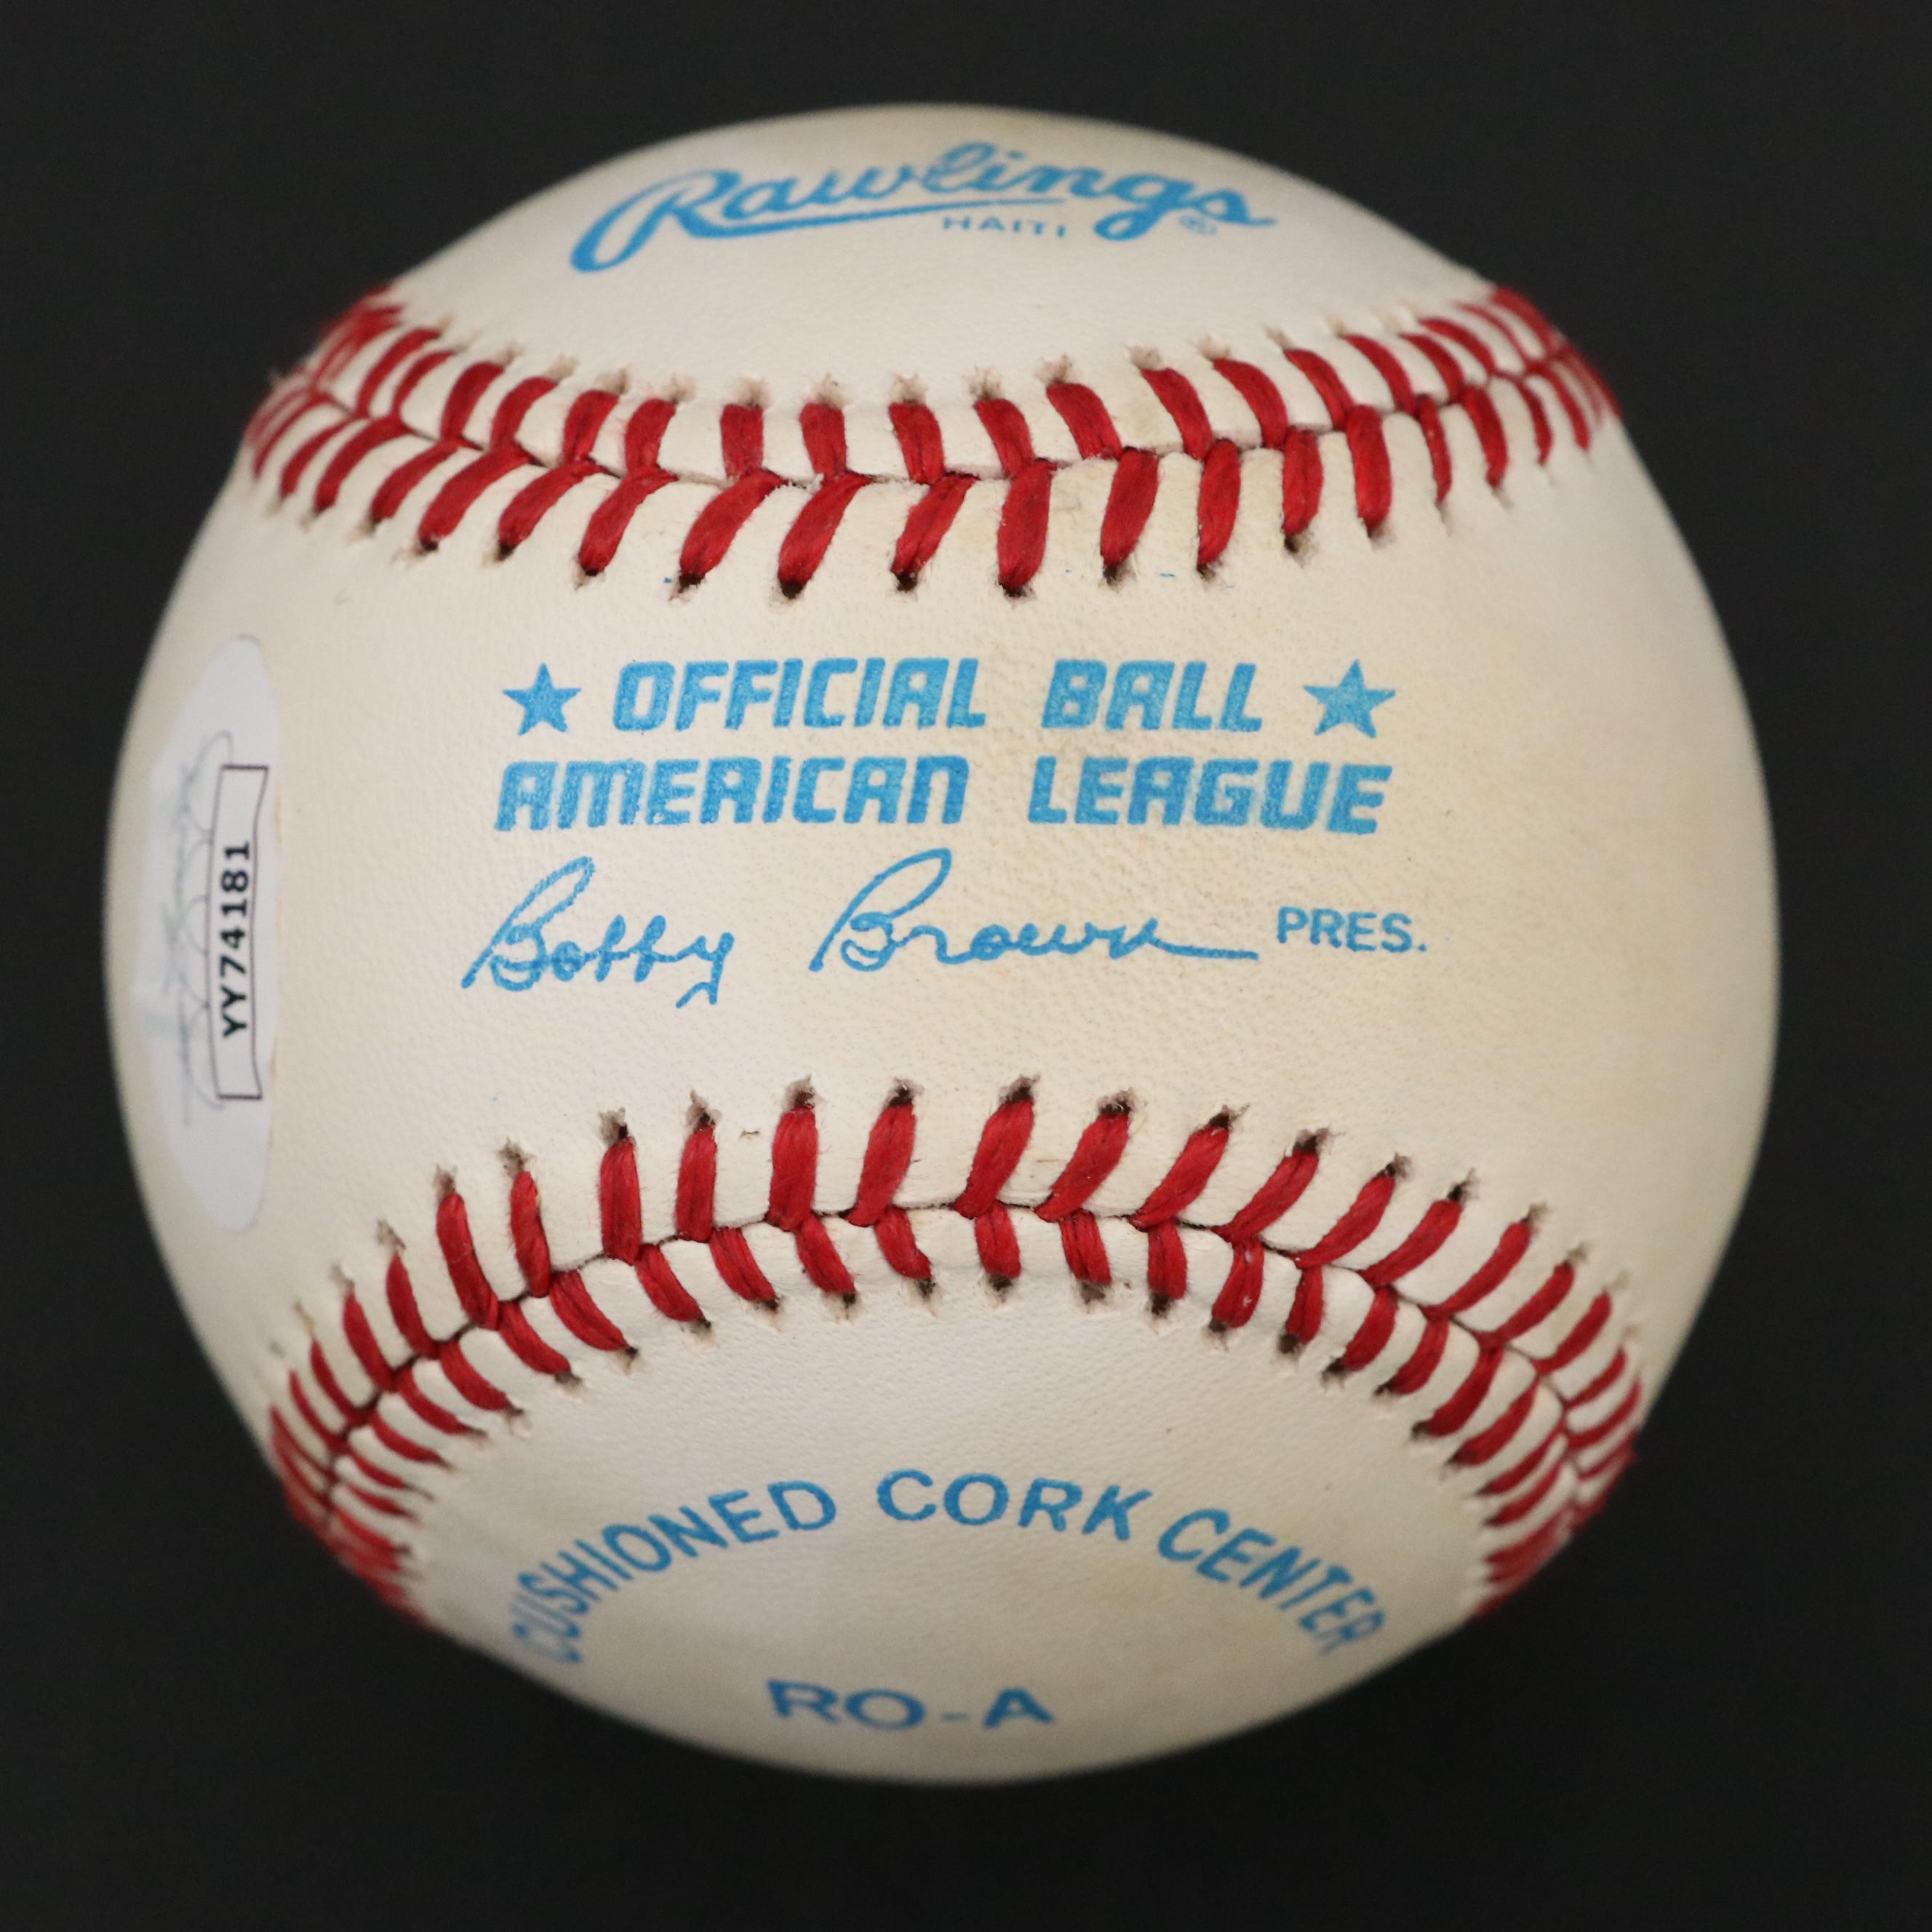 Rawlings®
HAITI
★ OFFICIAL BALL ★
AMERICAN LEAGUE
Bobby Brown PRES.
YY74181
CUSHIONED CORK CENTER
RO-A